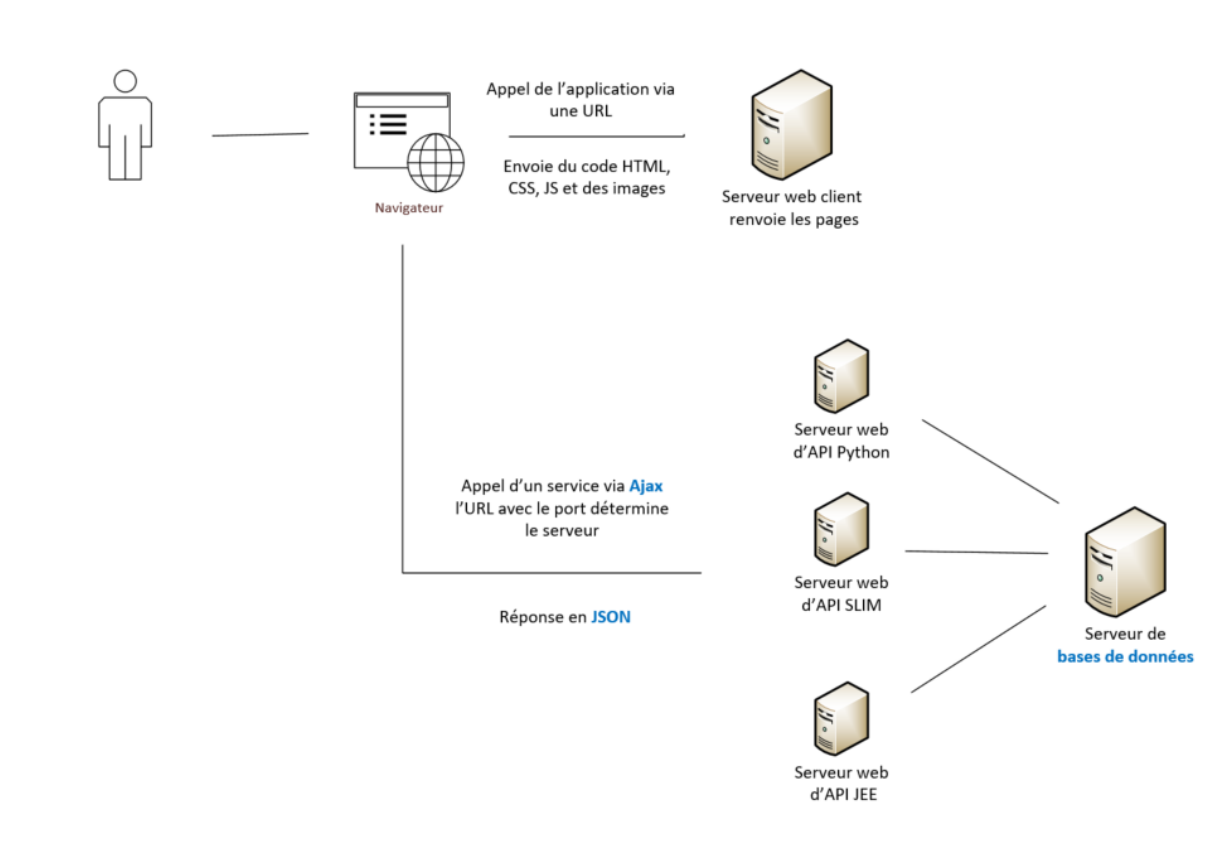 Appel de l'application via
une URL
Envoie du code HTML,
CSS, JS et des images
Navigateur
Serveur web client
renvoie les pages
Serveur web
d'API Python
Appel d'un service via Ajax
l'URL avec le port détermine
le serveur
Serveur web
d'API SLIM
Réponse en JSON
Serveur de
bases de données
Serveur web
d'API JEE